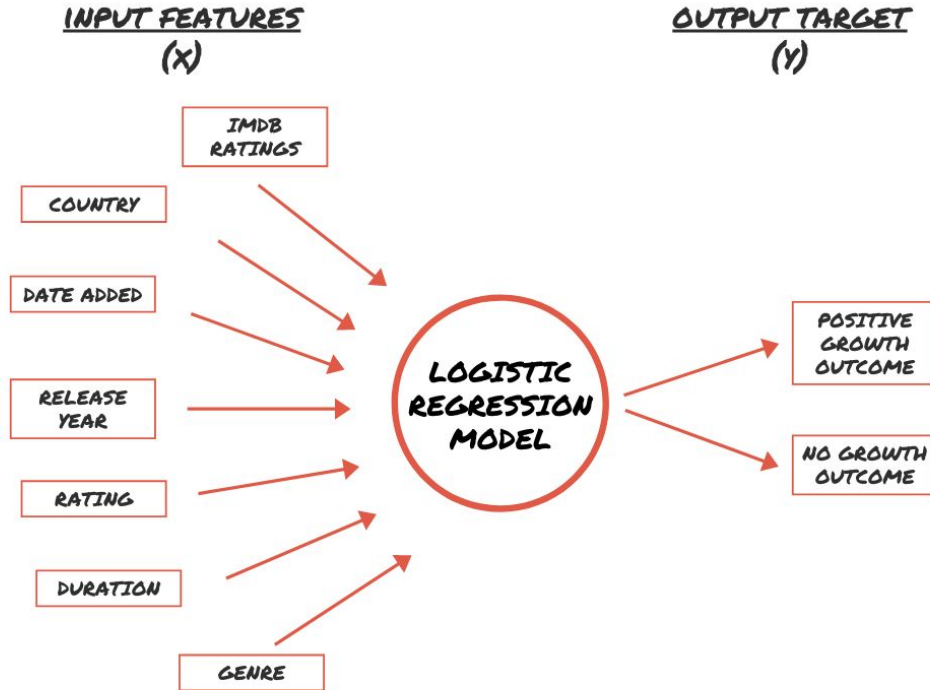 INPUT FEATURES
(X)
OUTPUT TARGET
(Y)
IMDB
RATINGS
COUNTRY
DATE ADDED
RELEASE
YEAR
RATING
DURATION
GENRE
LOGISTIC
REGRESSION
MODEL
POSITIVE
GROWTH
OUTCOME
NO GROWTH
OUTCOME